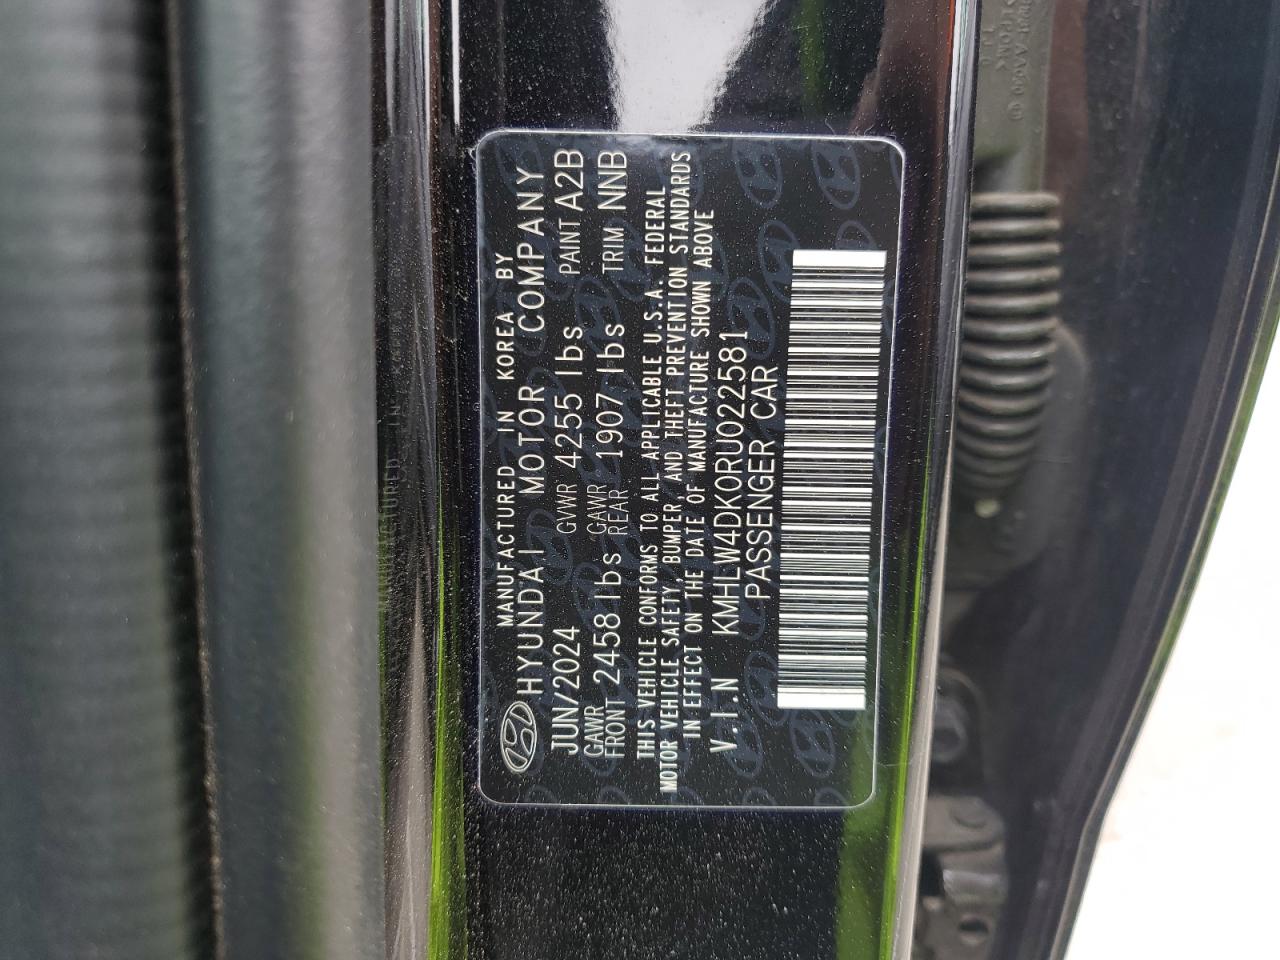 MANUFACTURED IN KOREA BY
HYUNDAI MOTOR COMPANY
JUN/2024 GVWR 4255 lbs PAINT A2B
GAWR FRONT 2458 lbs GAWR REAR 1907 lbs TRIM NNB
THIS VEHICLE CONFORMS TO ALL APPLICABLE U.S.A. FEDERAL
MOTOR VEHICLE SAFETY, BUMPER, AND THEFT PREVENTION STANDARDS
IN EFFECT ON THE DATE OF MANUFACTURE SHOWN ABOVE
V.I.N KMHLW4DK0RU022581
PASSENGER CAR